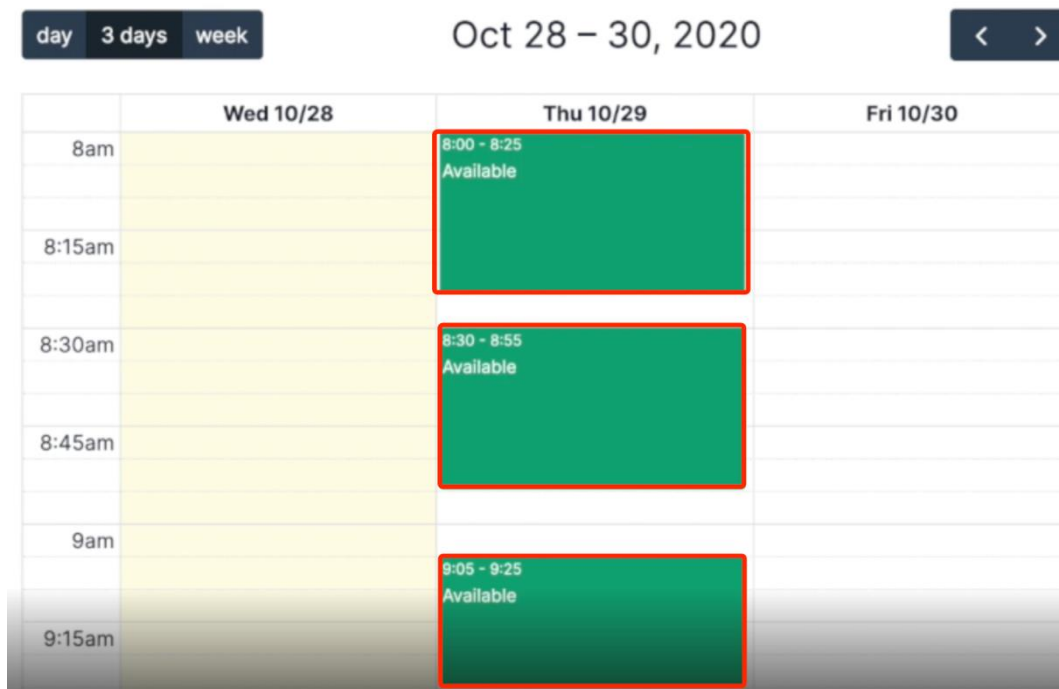 day 3 days week
Oct 28 – 30, 2020
< >
Wed 10/28 Thu 10/29 Fri 10/30
8am
8:00 - 8:25
Available
8:15am
8:30am
8:30 - 8:55
Available
8:45am
9am
9:05 - 9:25
Available
9:15am